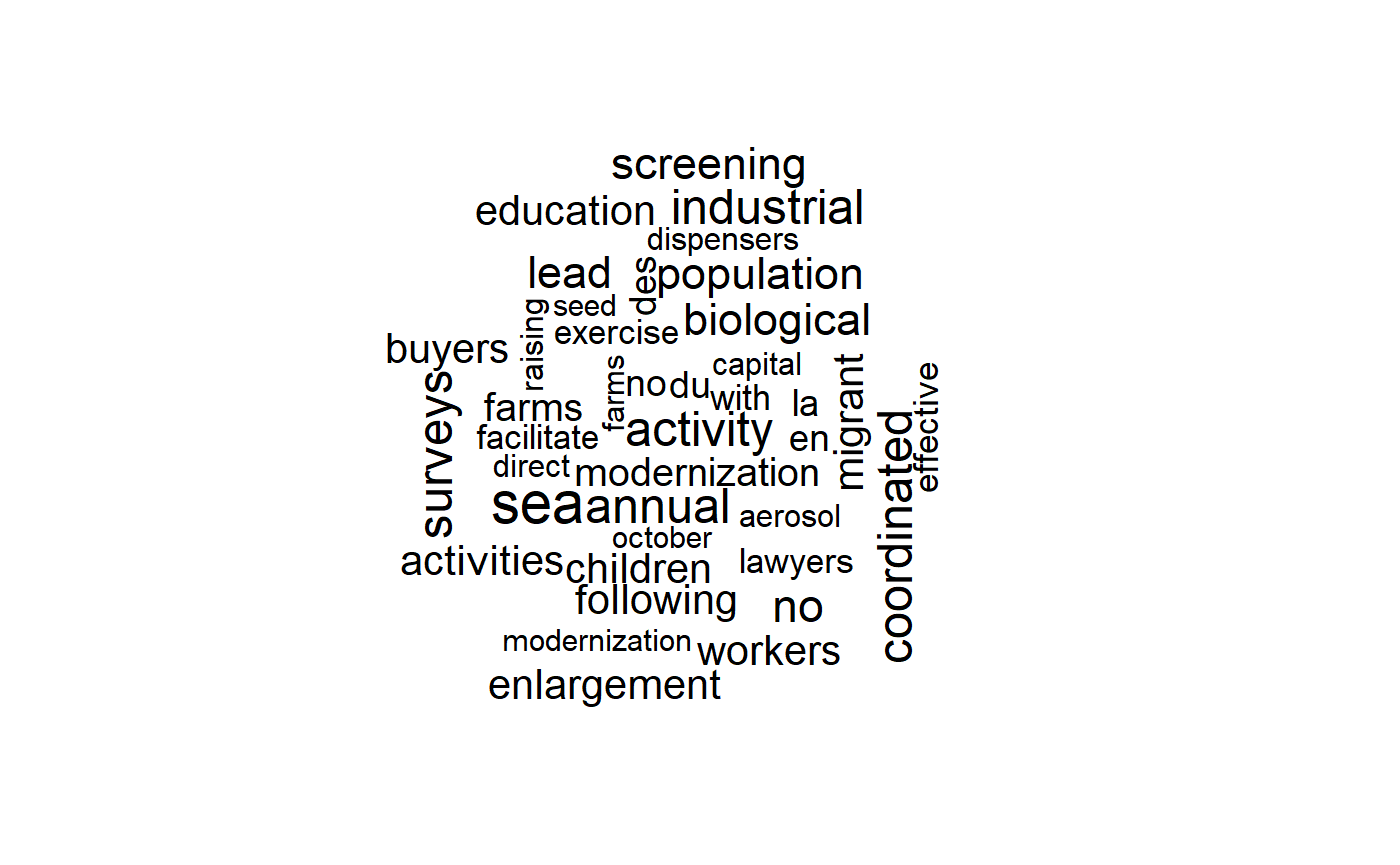 screening
education industrial
dispensers
lead des population
raising seed biological
exercise
buyers
farms no du with capital
la migrant effective
surveys farms activity en
facilitate
direct modernization
sea annual aerosol coordinated
october
activities children lawyers
following no
modernization workers
enlargement